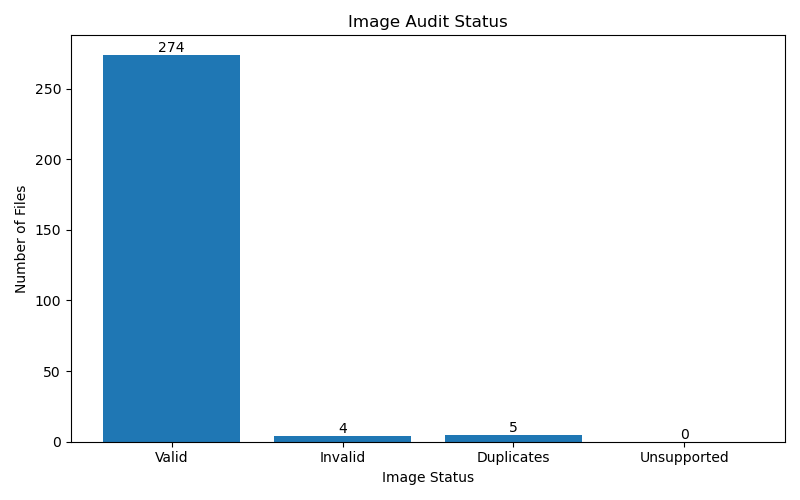 Image Audit Status
274
250
200
150
100
50
0
4
5
0
Valid
Invalid
Duplicates
Unsupported
Number of Files
Image Status